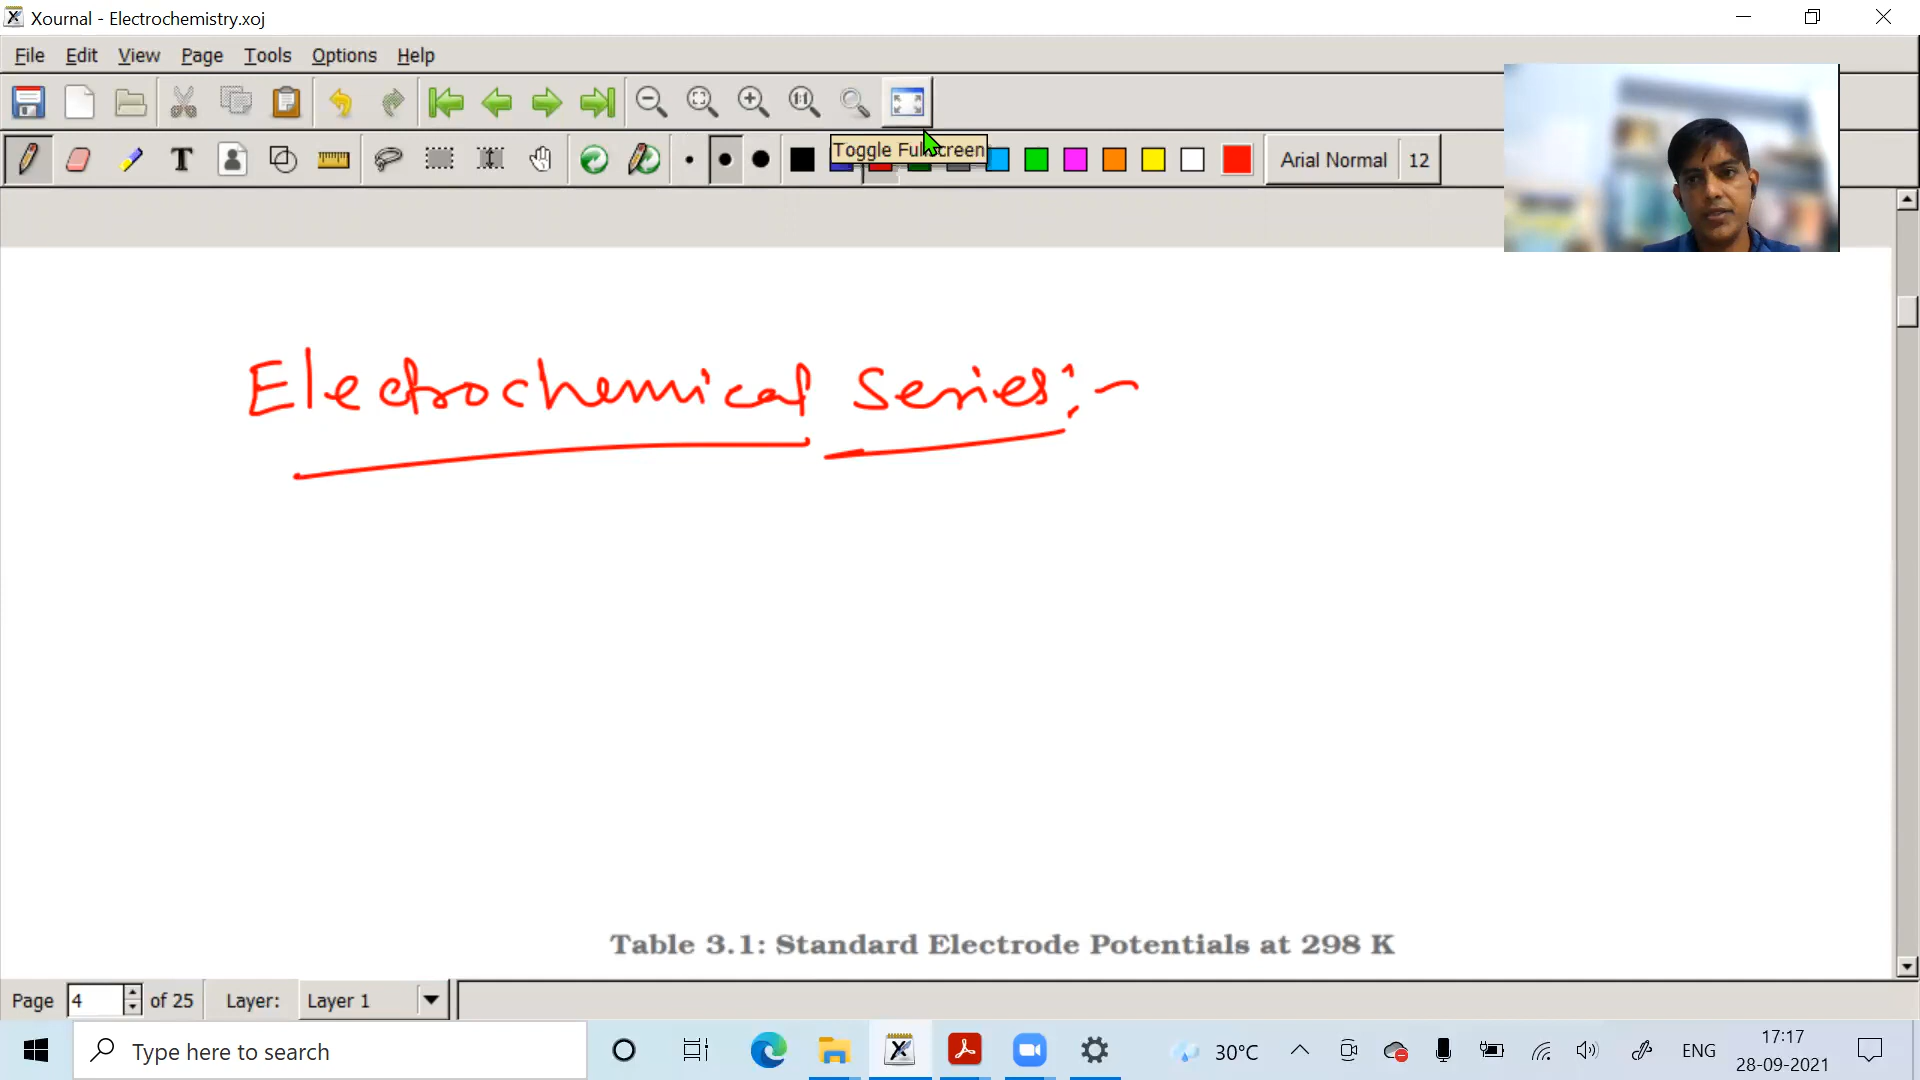 Xournal - Electrochemistry.xoj
File Edit View Page Tools Options Help
Toggle Fullscreen
Arial Normal 12
Electrochemical Series:-
Table 3.1: Standard Electrode Potentials at 298 K
Page 4 of 25 Layer: Layer 1
Type here to search
30°C
ENG
17:17
28-09-2021